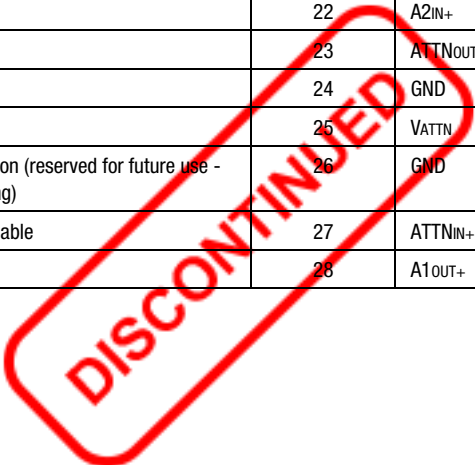 22 A2IN+
23 ATTNOUT
24 GND
25 VATTN
on (reserved for future use - 26 GND
g)
able 27 ATTNIN+
28 A1OUT+
DISCONTINUED